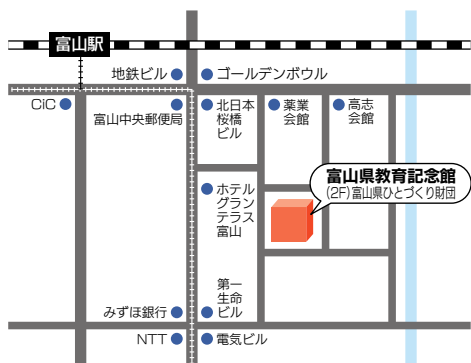 富山駅
地鉄ビル
ゴールデンボウル
CiC
富山中央郵便局
北日本
桜橋
ビル
薬業
会館
高志
会館
富山県教育記念館
(2F)富山県ひとづくり財団
ホテル
グラン
テラス
富山
第一
生命
ビル
みずほ銀行
NTT
電気ビル